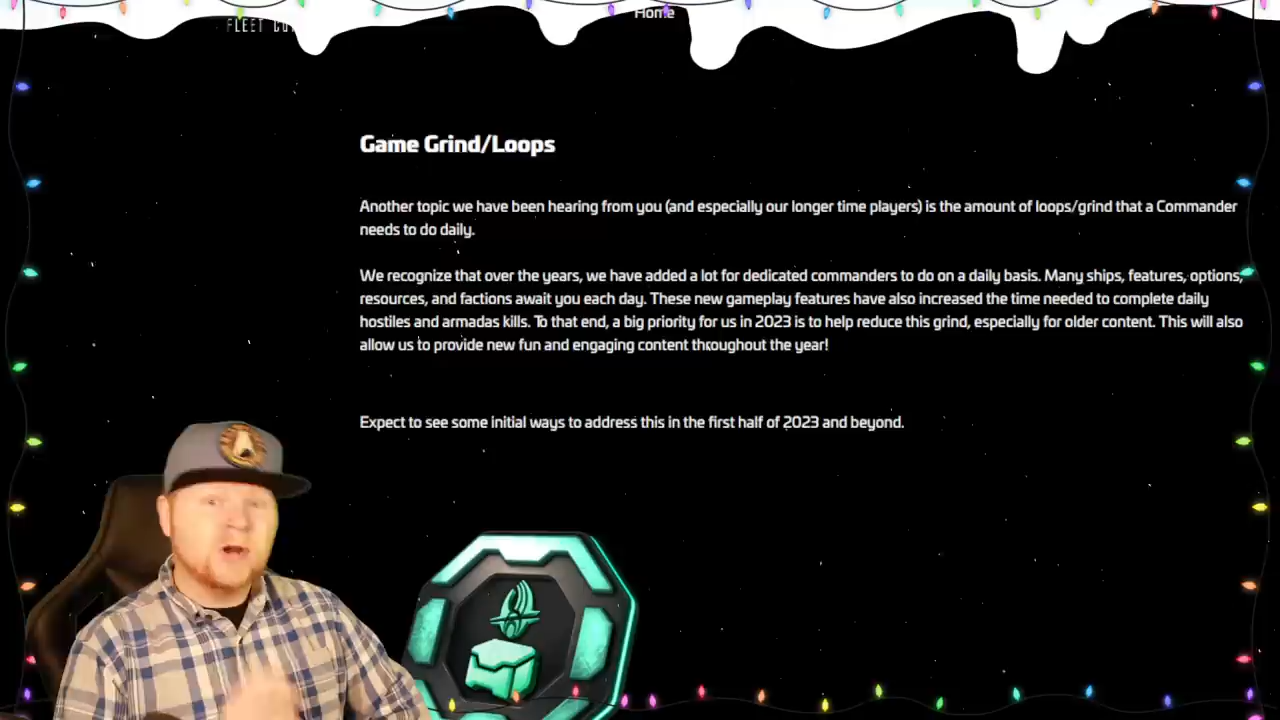 Home
FLEET CO
Game Grind/Loops
Another topic we have been hearing from you (and especially our longer time players) is the amount of loops/grind that a Commander
needs to do daily.
We recognize that over the years, we have added a lot for dedicated commanders to do on a daily basis. Many ships, features, options,
resources, and factions await you each day. These new gameplay features have also increased the time needed to complete daily
hostiles and armadas kills. To that end, a big priority for us in 2023 is to help reduce this grind, especially for older content. This will also
allow us to provide new fun and engaging content throughout the year!
Expect to see some initial ways to address this in the first half of 2023 and beyond.